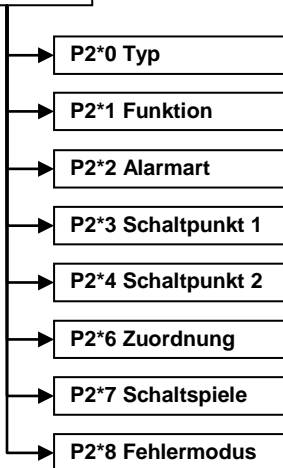 P2*0 Typ
P2*1 Funktion
P2*2 Alarmart
P2*3 Schaltpunkt 1
P2*4 Schaltpunkt 2
P2*6 Zuordnung
P2*7 Schaltspiele
P2*8 Fehlermodus